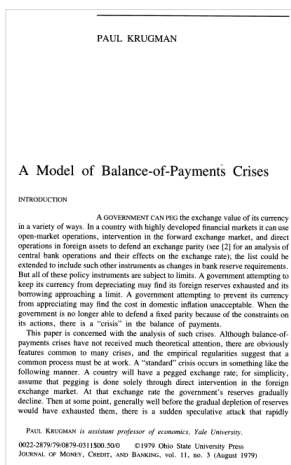 PAUL KRUGMAN
A Model of Balance-of-Payments Crises
INTRODUCTION
A GOVERNMENT CAN PEG the exchange value of its currency
in a variety of ways. In a country with highly developed financial markets it can use
open-market operations, intervention in the forward exchange market, and direct
operations in foreign assets to defend an exchange parity (see [2] for an analysis of
central bank operations and their effects on the exchange rate); the list could be
extended to include such other instruments as changes in bank reserve requirements.
But all of these policy instruments are subject to limits. A government attempting to
keep its currency from depreciating may find its foreign reserves exhausted and its
borrowing approaching a limit. A government attempting to prevent its currency
from appreciating may find the cost in domestic inflation unacceptable. When the
government is no longer able to defend a fixed parity because of the constraints on
its actions, there is a "crisis" in the balance of payments.
This paper is concerned with the analysis of such crises. Although balance-of-
payments crises have not received much theoretical attention, there are obviously
features common to many crises, and the empirical regularities suggest that a
common process must be at work. A "standard" crisis occurs in something like the
following manner. A country will have a pegged exchange rate; for simplicity,
assume that pegging is done solely through direct intervention in the foreign
exchange market. At that exchange rate the government's reserves gradually
decline. Then at some point, generally well before the gradual depletion of reserves
would have exhausted them, there is a sudden speculative attack that rapidly
PAUL KRUGMAN is assistant professor of economics, Yale University.
0022-2879/79/0879-0311$00.50/0 ©1979 Ohio State University Press
JOURNAL OF MONEY, CREDIT, AND BANKING, vol. 11, no. 3 (August 1979)